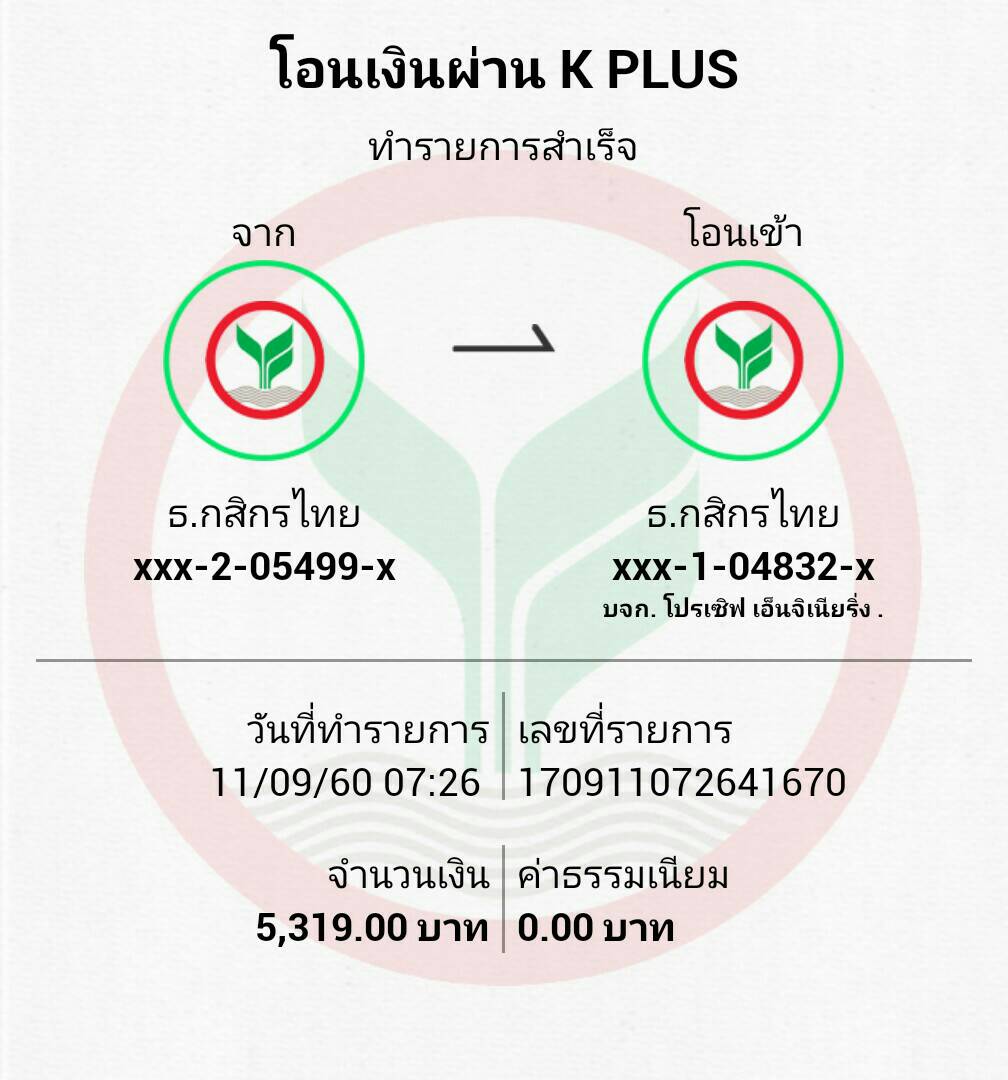 โอนเงินผ่าน K PLUS
ทำรายการสำเร็จ
จาก
โอนเข้า
ธ.กสิกรไทย
xxx-2-05499-x
ธ.กสิกรไทย
xxx-1-04832-x
บจก. โปรเซิฟ เอ็นจิเนียริ่ง .
วันที่ทำรายการ
11/09/60 07:26
เลขที่รายการ
170911072641670
จำนวนเงิน
5,319.00 บาท
ค่าธรรมเนียม
0.00 บาท